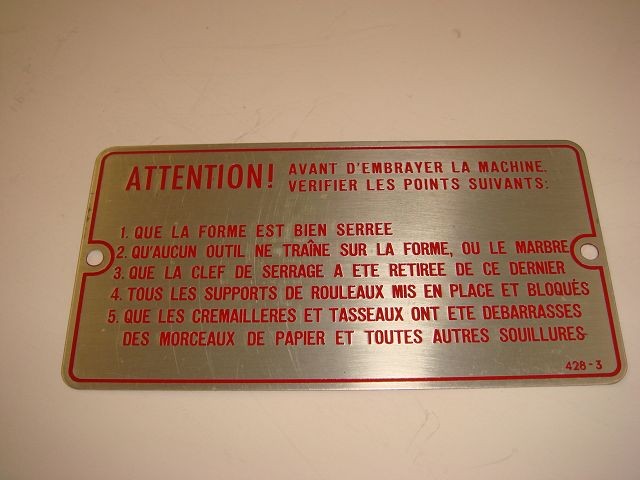 ATTENTION! AVANT D'EMBRAYER LA MACHINE.
VERIFIER LES POINTS SUIVANTS:
1. QUE LA FORME EST BIEN SERREE
2. QU'AUCUN OUTIL NE TRAÎNE SUR LA FORME, OU LE MARBRE
3. QUE LA CLEF DE SERRAGE A ETE RETIREE DE CE DERNIER
4. TOUS LES SUPPORTS DE ROULEAUX MIS EN PLACE ET BLOQUÈS
5. QUE LES CREMAILLERES ET TASSEAUX ONT ETE DEBARRASSES
DES MORCEAUX DE PAPIER ET TOUTES AUTRES SOUILLURES
428-3